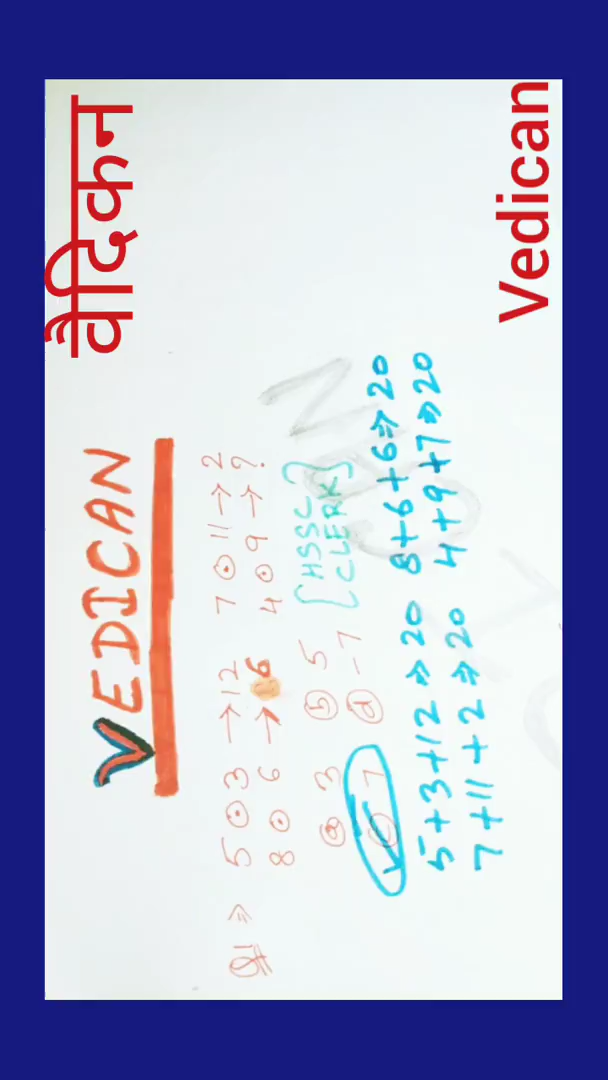 वैदिकन
VEDICAN
Q1 ⇒ 5 ⊙ 3 → 12 7 ⊙ 11 → 2
8 ⊙ 6 → 6 4 ⊙ 9 → ?
ⓐ 3 ⓑ 5 [HSSC
ⓒ 7 ⓓ -7 CLERK]
5+3+12 ⇒ 20 8+6+6 ⇒ 20
7+11+2 ⇒ 20 4+9+7 ⇒ 20
Vedican